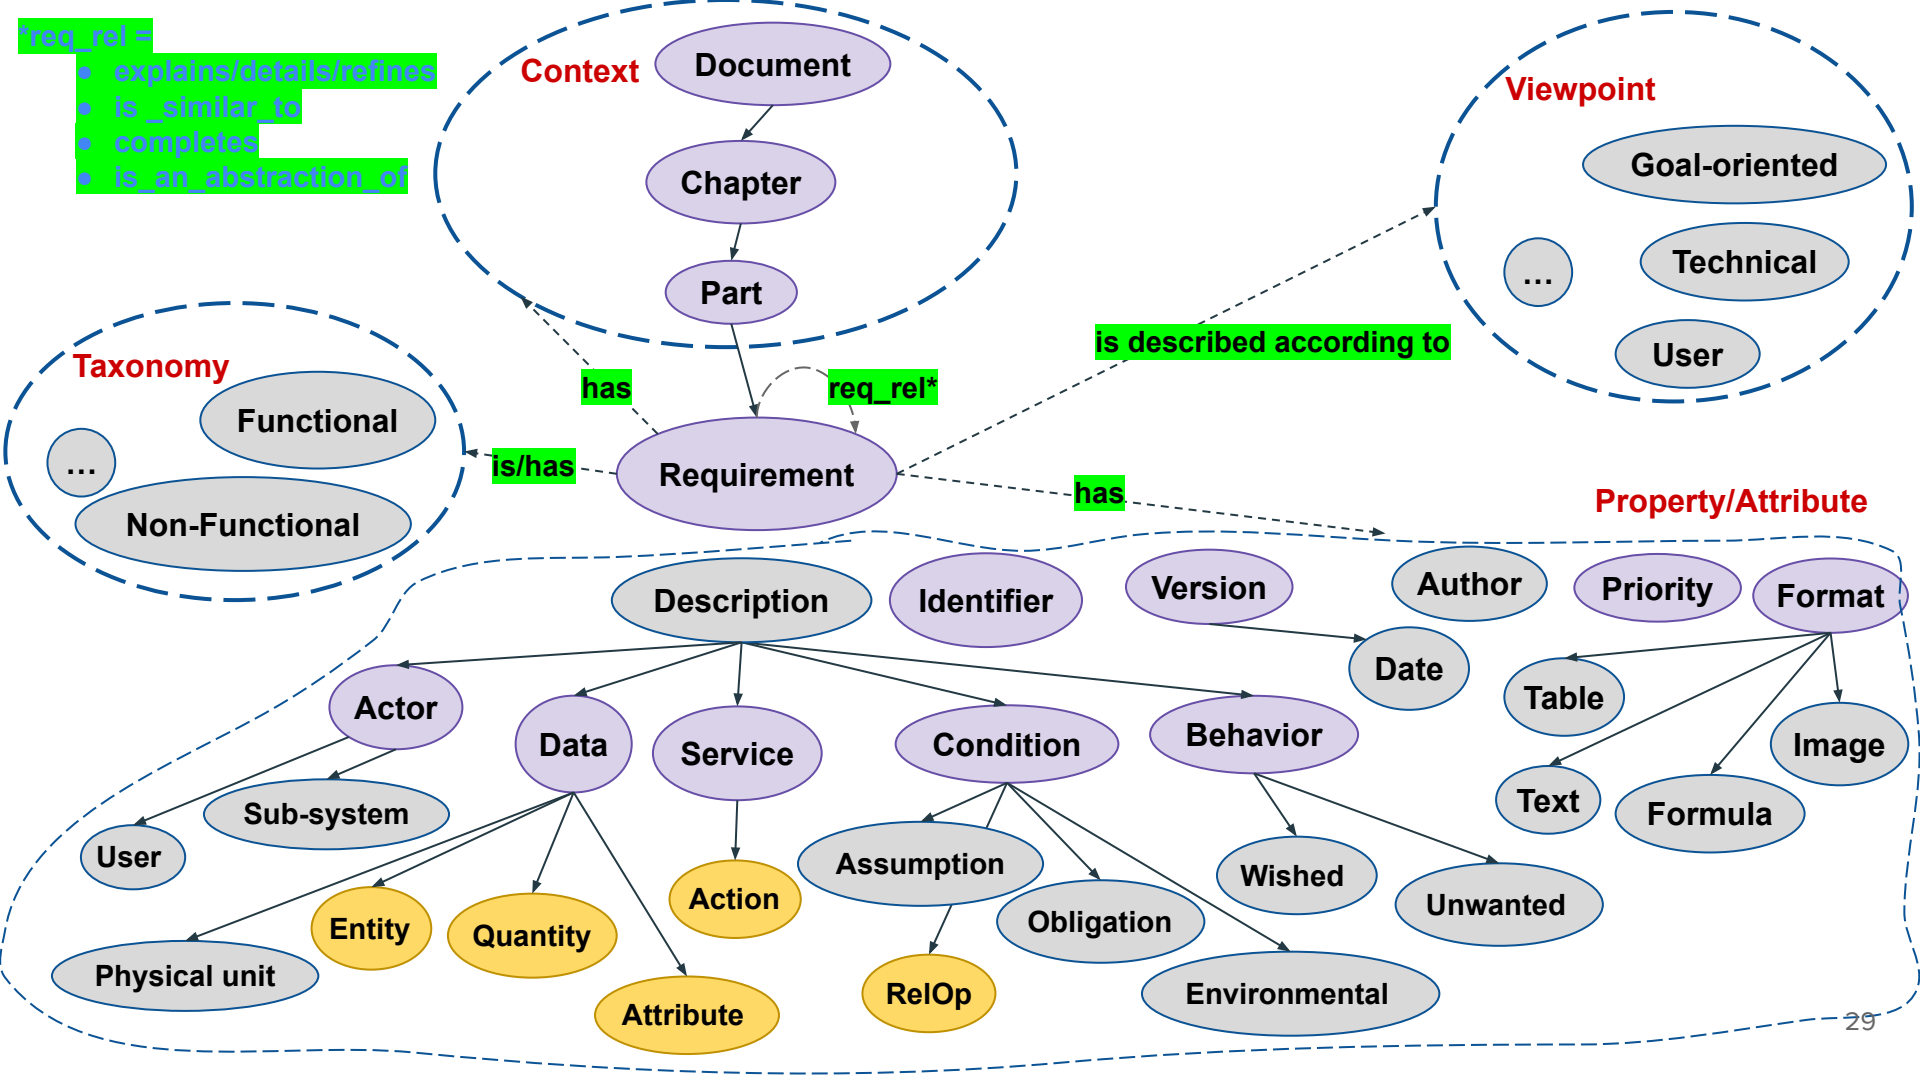 *req_rel =
● explains/details/refines
● is _similar_to
● completes
● is_an_abstraction_of
Context
Document
Chapter
Part
Viewpoint
Goal-oriented
Technical
...
User
is described according to
has
req_rel*
Taxonomy
Functional
...
Non-Functional
is/has
Requirement
has
Property/Attribute
Description
Identifier
Version
Author
Priority
Format
Date
Table
Image
Text
Formula
Actor
Data
Service
Condition
Behavior
Sub-system
User
Physical unit
Entity
Quantity
Attribute
Action
Assumption
RelOp
Obligation
Environmental
Wished
Unwanted
29